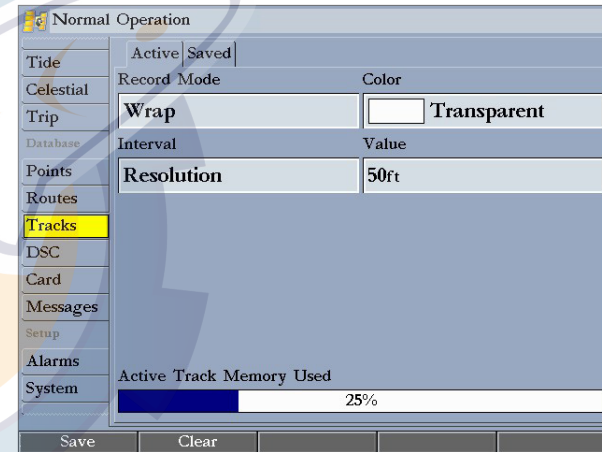 Normal Operation
Tide
Celestial
Trip
Database
Points
Routes
Tracks
DSC
Card
Messages
Setup
Alarms
System
Active Saved
Record Mode Color
Wrap Transparent
Interval Value
Resolution 50ft
Active Track Memory Used
25%
Save Clear